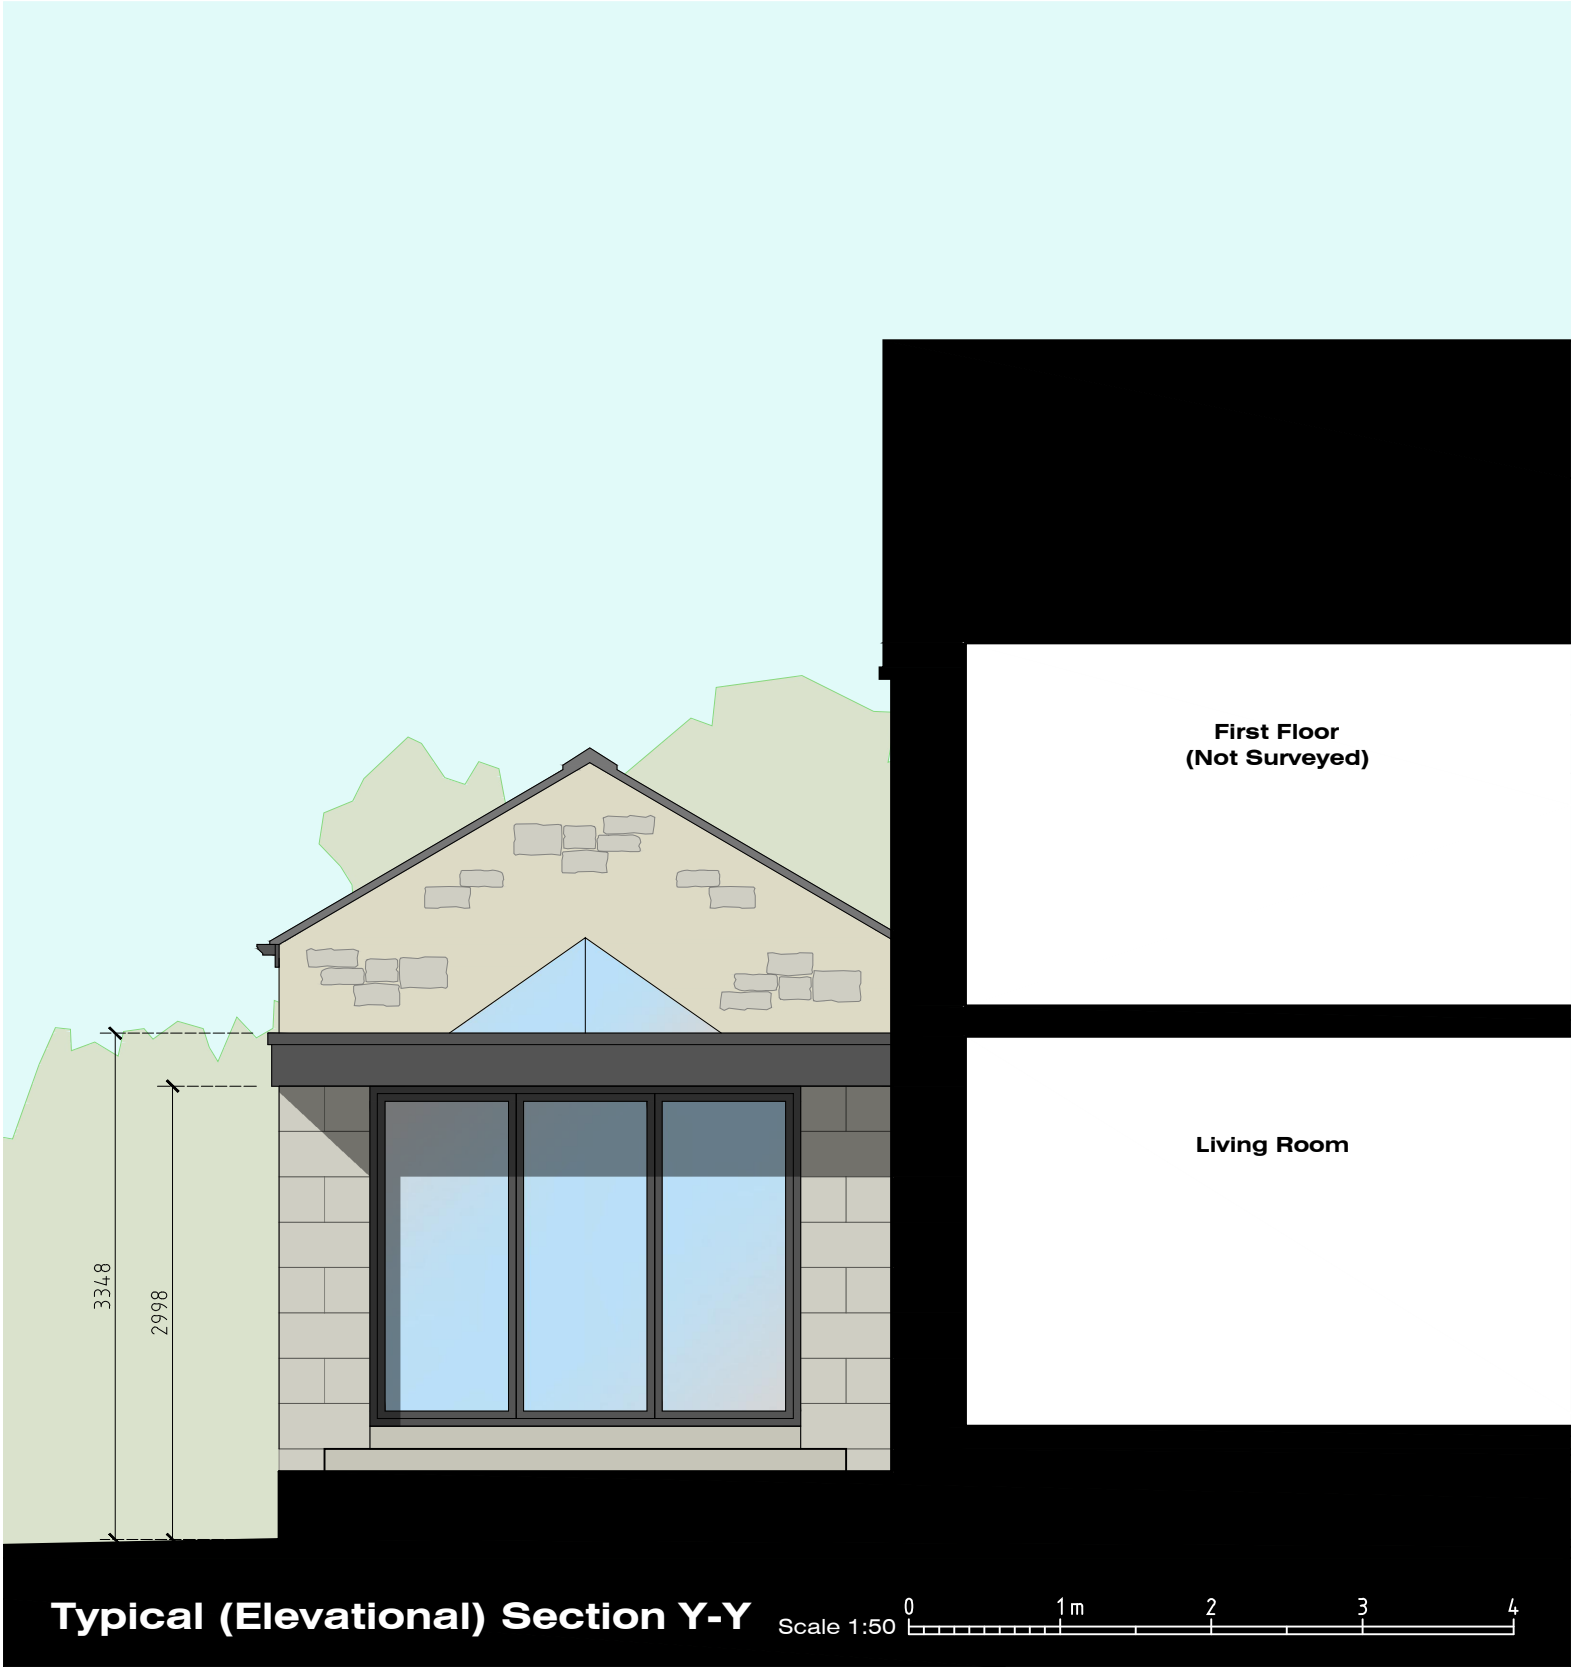 First Floor
(Not Surveyed)
Living Room
3348
2998
Typical (Elevational) Section Y-Y
Scale 1:50
0 1m 2 3 4